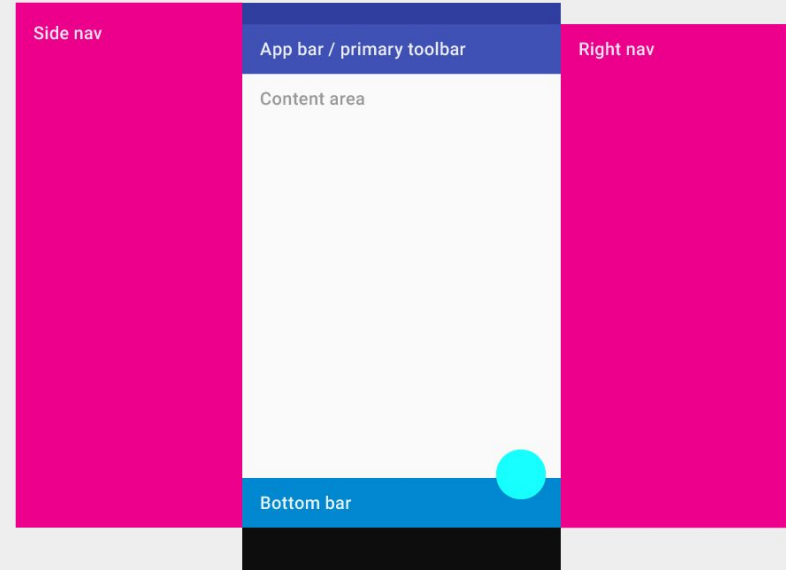 Side nav
App bar / primary toolbar
Right nav
Content area
Bottom bar